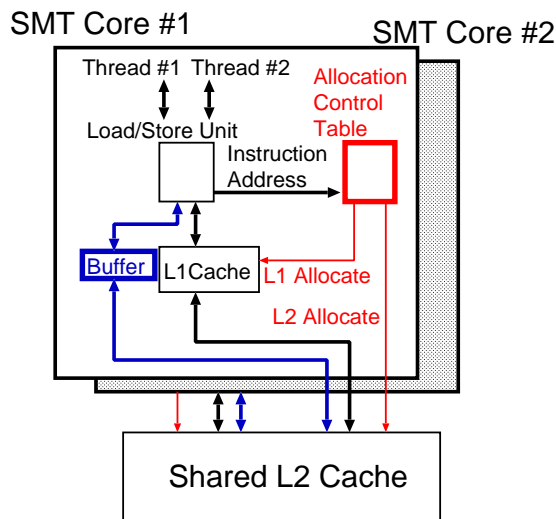 SMT Core #1
SMT Core #2
Thread #1 Thread #2
Allocation
Control
Table
Load/Store Unit
Instruction
Address
Buffer
L1Cache
L1 Allocate
L2 Allocate
Shared L2 Cache